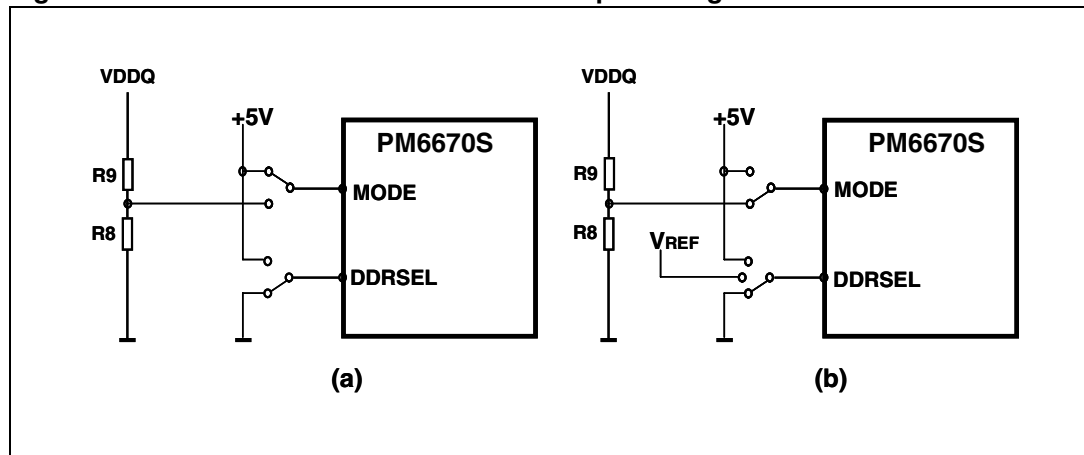 VDDQ
+5V
PM6670S
R9
MODE
R8
DDRSEL
(a)
VDDQ
+5V
PM6670S
R9
MODE
R8
VREF
DDRSEL
(b)